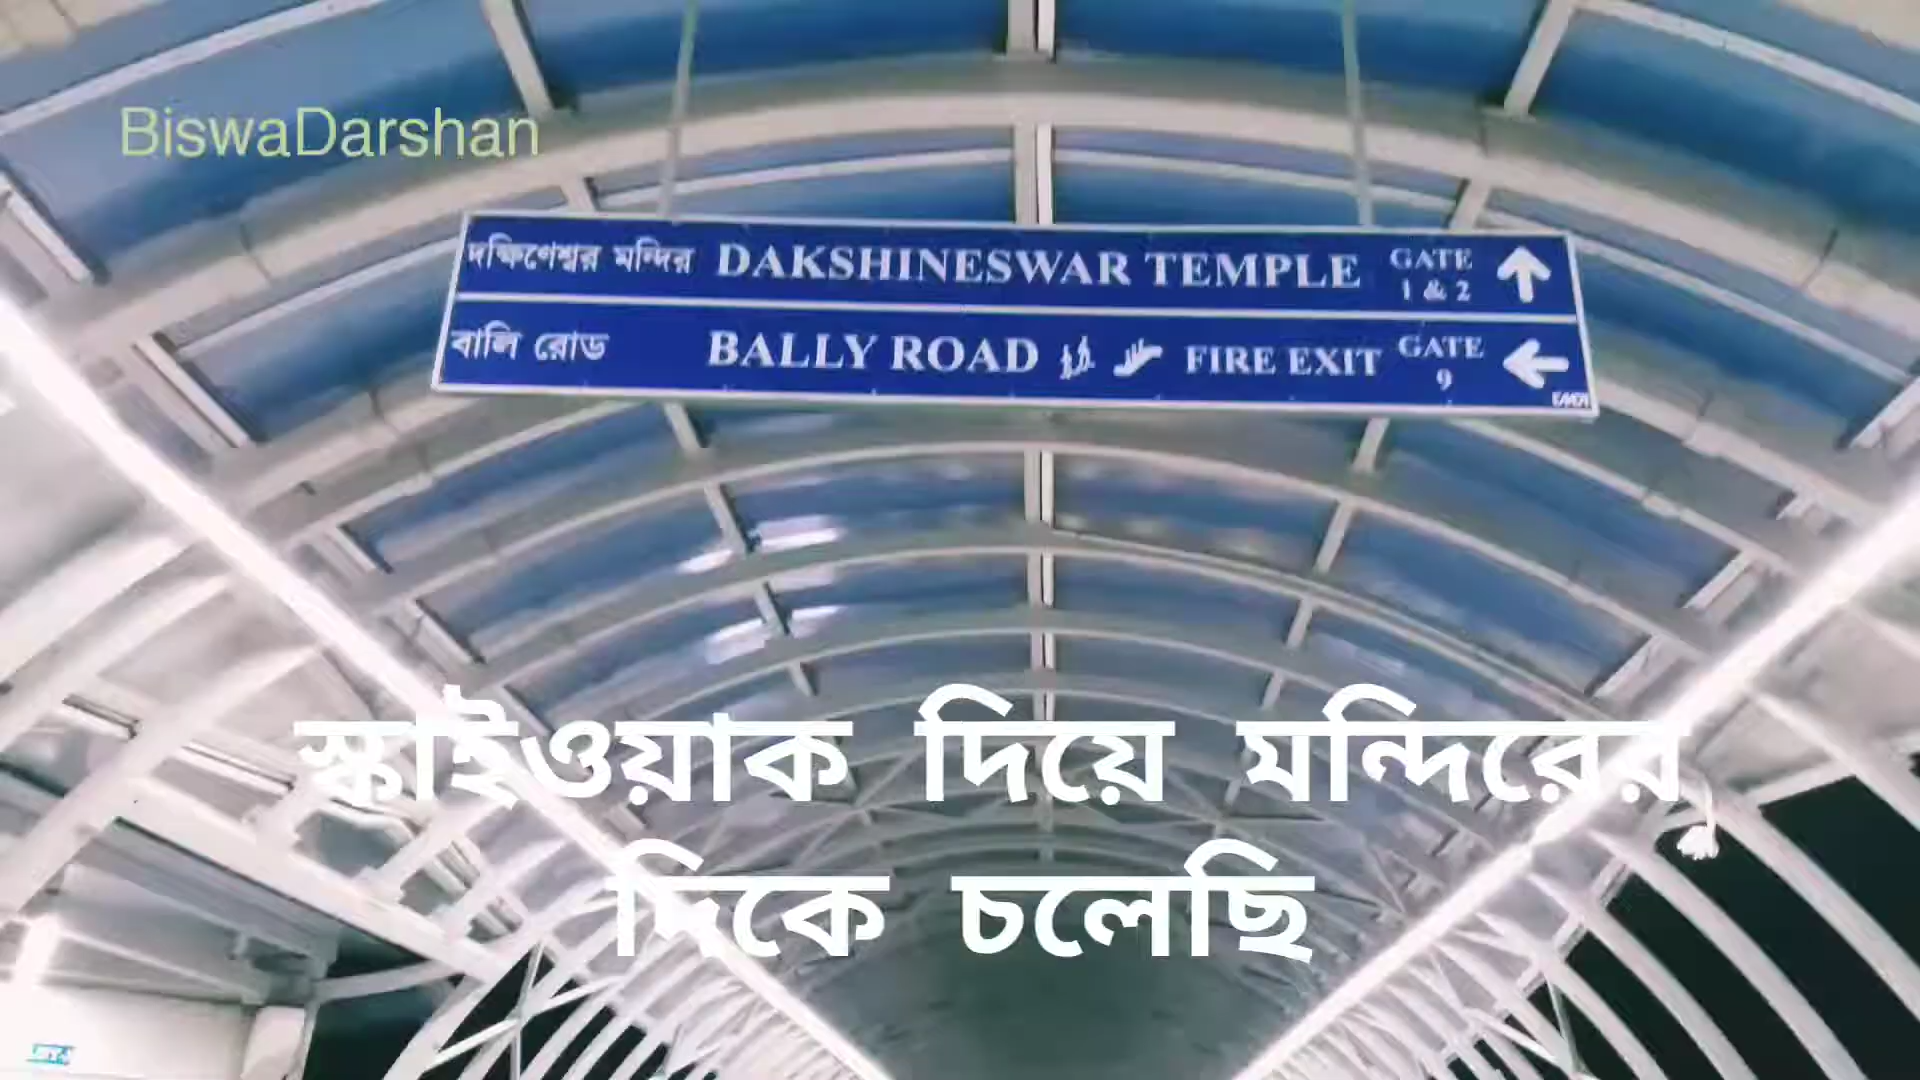 BiswaDarshan
দক্ষিণেশ্বর মন্দির DAKSHINESWAR TEMPLE GATE 1 & 2
বালি রোড BALLY ROAD FIRE EXIT GATE 9
স্কাইওয়াক দিয়ে মন্দিরের
দিকে চলেছি